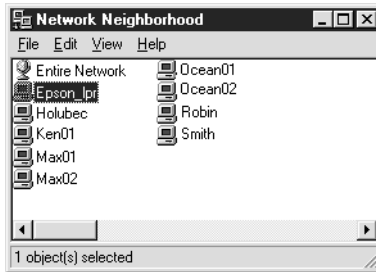 Network Neighborhood
File Edit View Help
Entire Network
Epson_lpr
Holubec
Ken01
Max01
Max02
Ocean01
Ocean02
Robin
Smith
1 object(s) selected